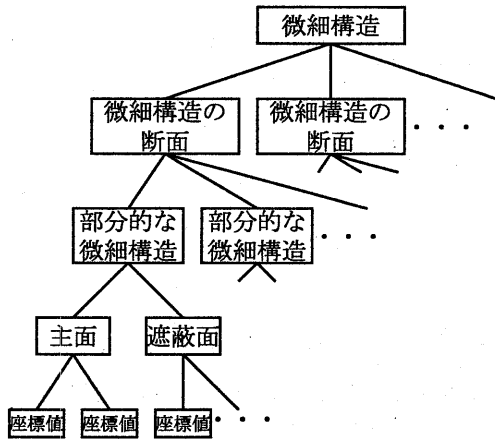 微細構造
微細構造の
断面
微細構造の
断面
・・・
部分的な
微細構造
部分的な
微細構造
・・・
主面
遮蔽面
座標値
座標値
座標値
・・・